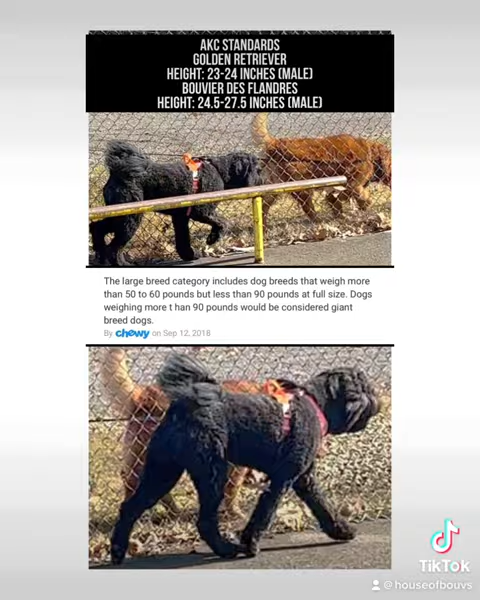 AKC STANDARDS
GOLDEN RETRIEVER
HEIGHT: 23-24 INCHES (MALE)
BOUVIER DES FLANDRES
HEIGHT: 24.5-27.5 INCHES (MALE)
The large breed category includes dog breeds that weigh more
than 50 to 60 pounds but less than 90 pounds at full size. Dogs
weighing more t han 90 pounds would be considered giant
breed dogs.
By chewy on Sep 12, 2018
TikTok
@houseofbouvs